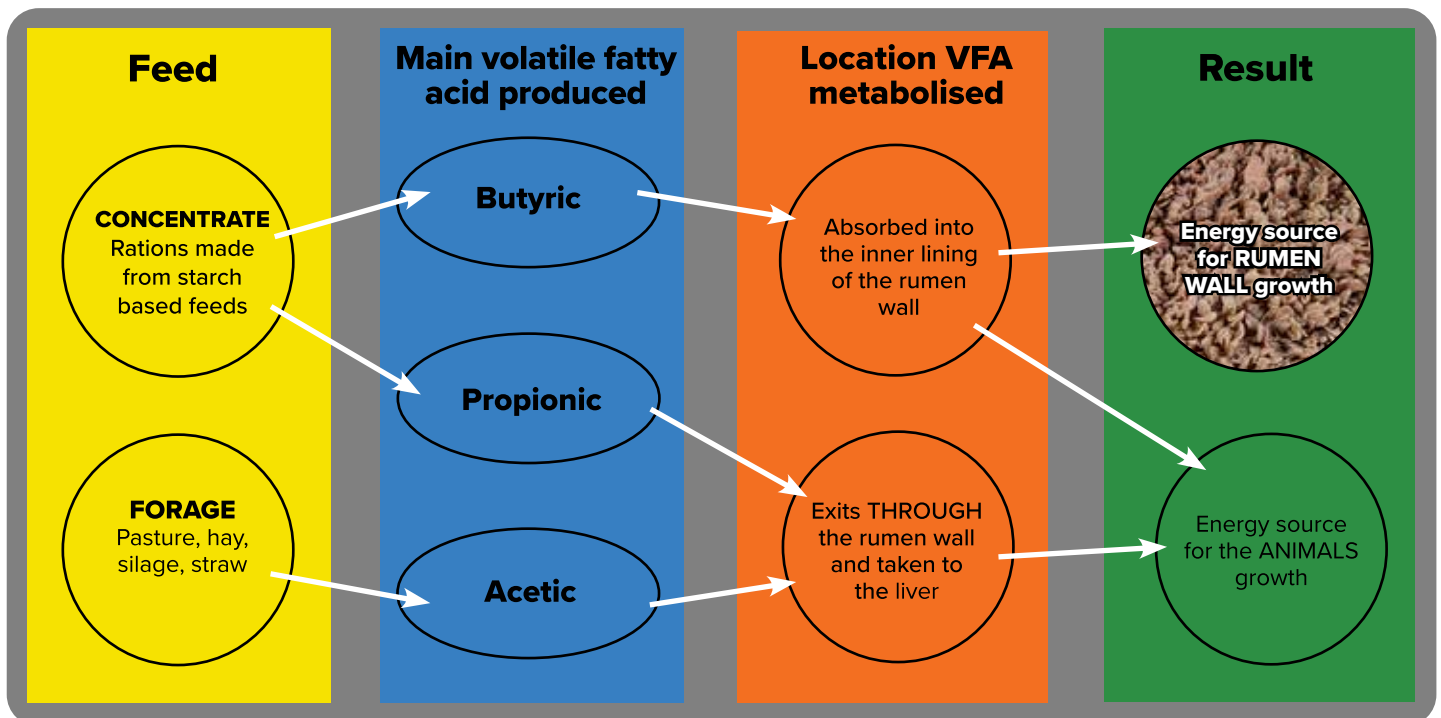 Feed
CONCENTRATE
Rations made
from starch
based feeds
FORAGE
Pasture, hay,
silage, straw
Main volatile fatty
acid produced
Butyric
Propionic
Acetic
Location VFA
metabolised
Absorbed into
the inner lining
of the rumen
wall
Exits THROUGH
the rumen wall
and taken to
the liver
Result
Energy source
for RUMEN
WALL growth
Energy source
for the ANIMALS
growth